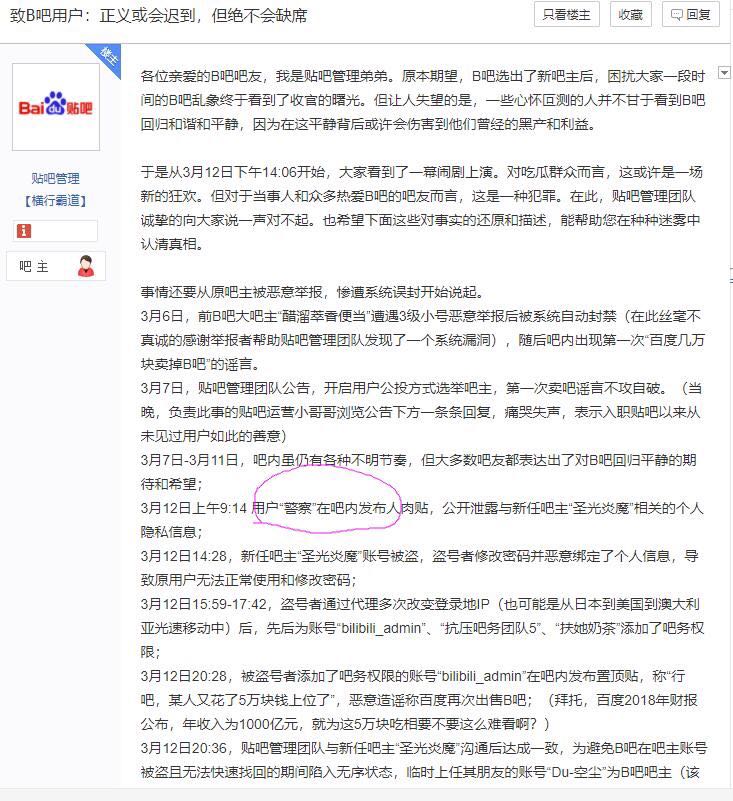 致B吧用户：正义或会迟到，但绝不会缺席
只看楼主
收藏
回复
楼主
Bai du 贴吧
贴吧管理
【横行霸道】
吧 主
各位亲爱的B吧吧友，我是贴吧管理弟弟。原本期望，B吧选出了新吧主后，困扰大家一段时
间的B吧乱象终于看到了收官的曙光。但让人失望的是，一些心怀叵测的人并不甘于看到B吧
回归和谐和平静，因为在这平静背后或许会伤害到他们曾经的黑产和利益。
于是从3月12日下午14:06开始，大家看到了一幕闹剧上演。对吃瓜群众而言，这或许是一场
新的狂欢。但对于当事人和众多热爱B吧的吧友而言，这是一种犯罪。在此，贴吧管理团队
诚挚的向大家说一声对不起。也希望下面这些对事实的还原和描述，能帮助您在种种迷雾中
认清真相。
事情还要从原吧主被恶意举报，惨遭系统误封开始说起。
3月6日，前B吧大吧主“醋溜萃香便当”遭遇3级小号恶意举报后被系统自动封禁（在此丝毫不
真诚的感谢举报者帮助贴吧管理团队发现了一个系统漏洞），随后吧内出现第一次“百度几万
块卖掉B吧”的谣言。
3月7日，贴吧管理团队公告，开启用户公投方式选举吧主，第一次卖吧谣言不攻自破。（当
晚，负责此事的贴吧运营小哥哥浏览公告下方一条条回复，痛哭失声，表示入职贴吧以来从
未见过用户如此的善意）
3月7日-3月11日，吧内虽仍有各种不明节奏，但大多数吧友都表达出了对B吧回归平静的期
待和希望；
3月12日上午9:14 用户“警察”在吧内发布人肉贴，公开泄露与新任吧主“圣光炎魔”相关的个人
隐私信息；
3月12日14:28，新任吧主“圣光炎魔”账号被盗，盗号者修改密码并恶意绑定了个人信息，导
致原用户无法正常使用和修改密码；
3月12日15:59-17:42，盗号者通过代理多次改变登录地IP（也可能是从日本到美国到澳大利
亚光速移动中）后，先后为账号“bilibili_admin”、“抗压吧务团队5”、“扶她奶茶”添加了吧务权
限；
3月12日20:28，被盗号者添加了吧务权限的账号“bilibili_admin”在吧内发布置顶贴，称“行
吧，某人又花了5万块钱上位了”，恶意造谣称百度再次出售B吧；（拜托，百度2018年财报
公布，年收入为1000亿元，就为这5万块吃相要不要这么难看啊？）
3月12日20:36，贴吧管理团队与新任吧主“圣光炎魔”沟通后达成一致，为避免B吧在吧主账号
被盗且无法快速找回的期间陷入无序状态，临时上任其朋友的账号“Du-空尘”为B吧吧主（该